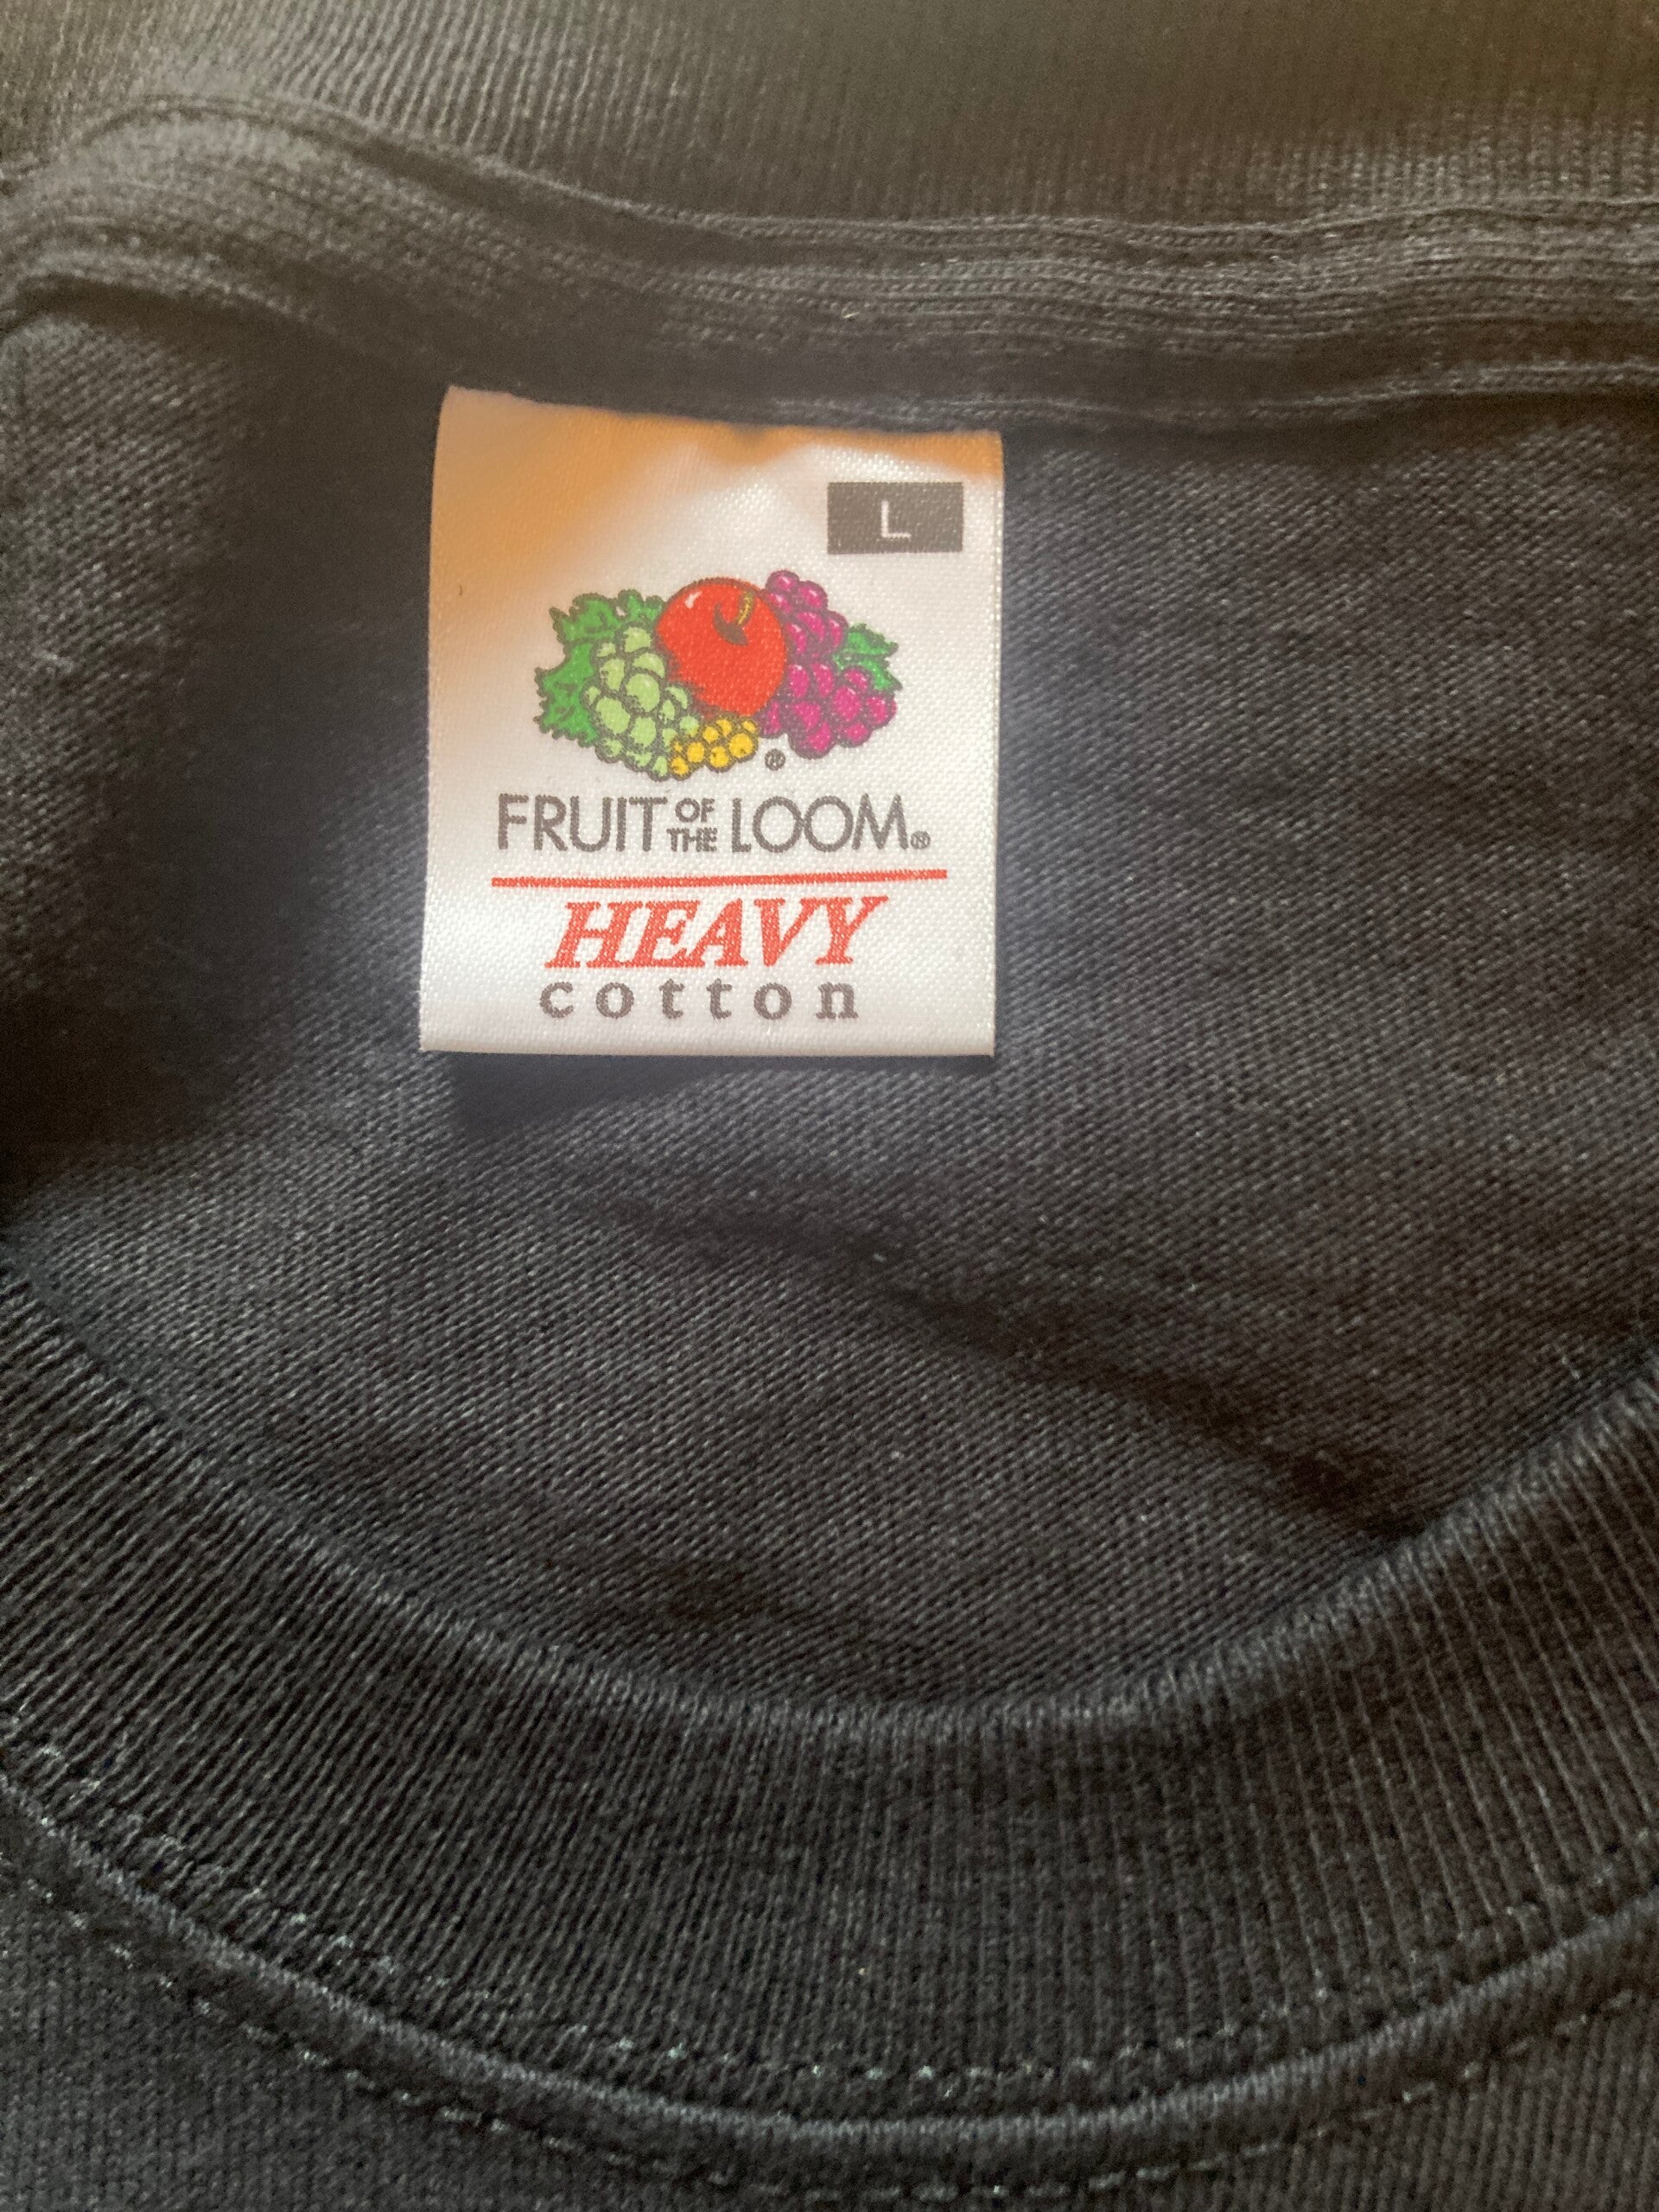 L
®
FRUIT OF THE LOOM®
HEAVY
cotton